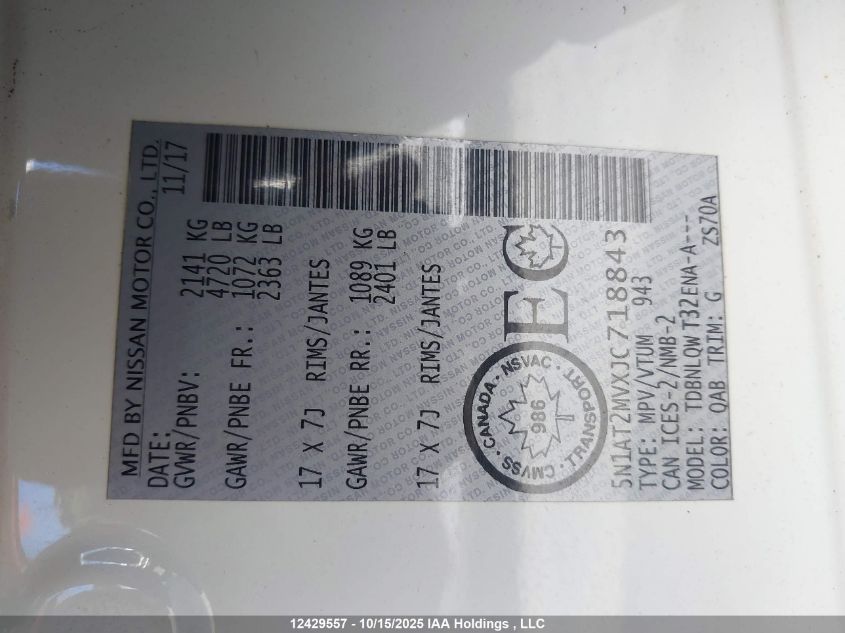 MFD BY NISSAN MOTOR CO., LTD.
DATE: 11/17
GVWR/PNBV: 2141 KG
4720 LB
GAWR/PNBE FR.: 1072 KG
2363 LB
17 X 7J RIMS/JANTES
GAWR/PNBE RR.: 1089 KG
2401 LB
17 X 7J RIMS/JANTES
CANADA · NSVAC · TRANSPORT · CMVSS ·
986
EC
5N1AT2MVXJC718843
TYPE: MPV/VTUM 943
CAN ICES-2/NMB-2
MODEL: TDBNLQW T32ENA-A---
COLOR: QAB TRIM: G ZS70A
12429557 - 10/15/2025 IAA Holdings , LLC